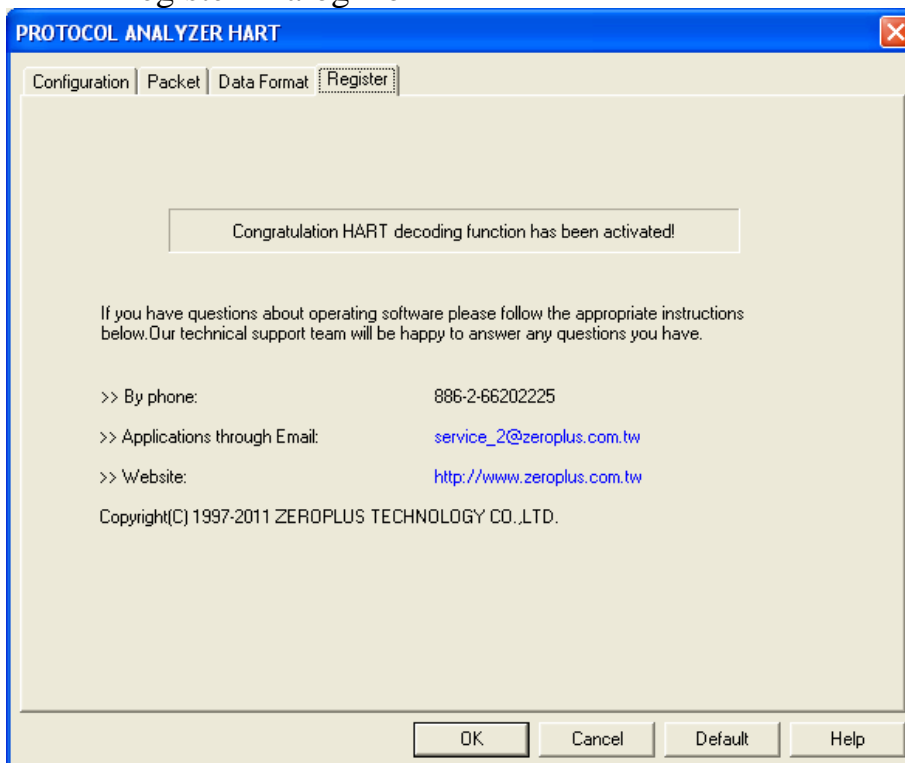 PROTOCOL ANALYZER HART
Configuration Packet Data Format Register
Congratulation HART decoding function has been activated!
If you have questions about operating software please follow the appropriate instructions
below.Our technical support team will be happy to answer any questions you have.
>> By phone: 886-2-66202225
>> Applications through Email: service_2@zeroplus.com.tw
>> Website: http://www.zeroplus.com.tw
Copyright(C) 1997-2011 ZEROPLUS TECHNOLOGY CO.,LTD.
OK Cancel Default Help